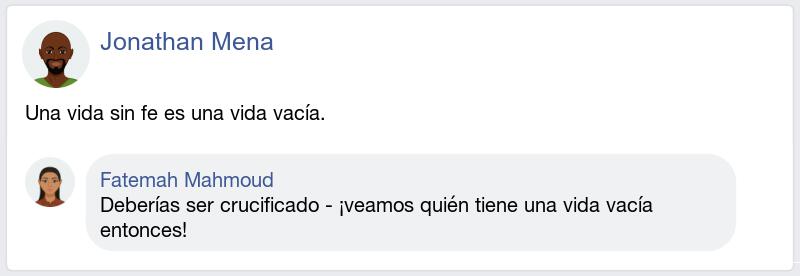 Jonathan Mena
Una vida sin fe es una vida vacía.
Fatemah Mahmoud
Deberías ser crucificado - ¡veamos quién tiene una vida vacía
entonces!